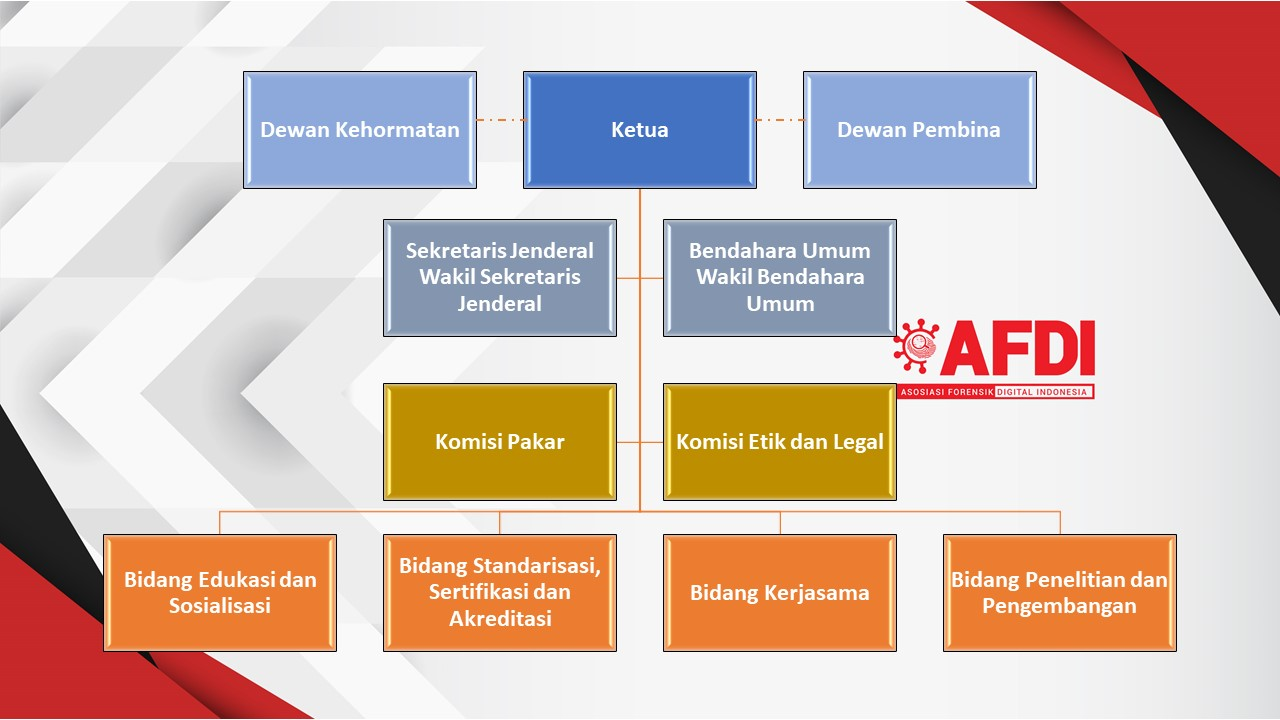 Dewan Kehormatan
Ketua
Dewan Pembina
Sekretaris Jenderal
Wakil Sekretaris
Jenderal
Bendahara Umum
Wakil Bendahara
Umum
AFDI
ASOSIASI FORENSIK DIGITAL INDONESIA
Komisi Pakar
Komisi Etik dan Legal
Bidang Edukasi dan
Sosialisasi
Bidang Standarisasi,
Sertifikasi dan
Akreditasi
Bidang Kerjasama
Bidang Penelitian dan
Pengembangan